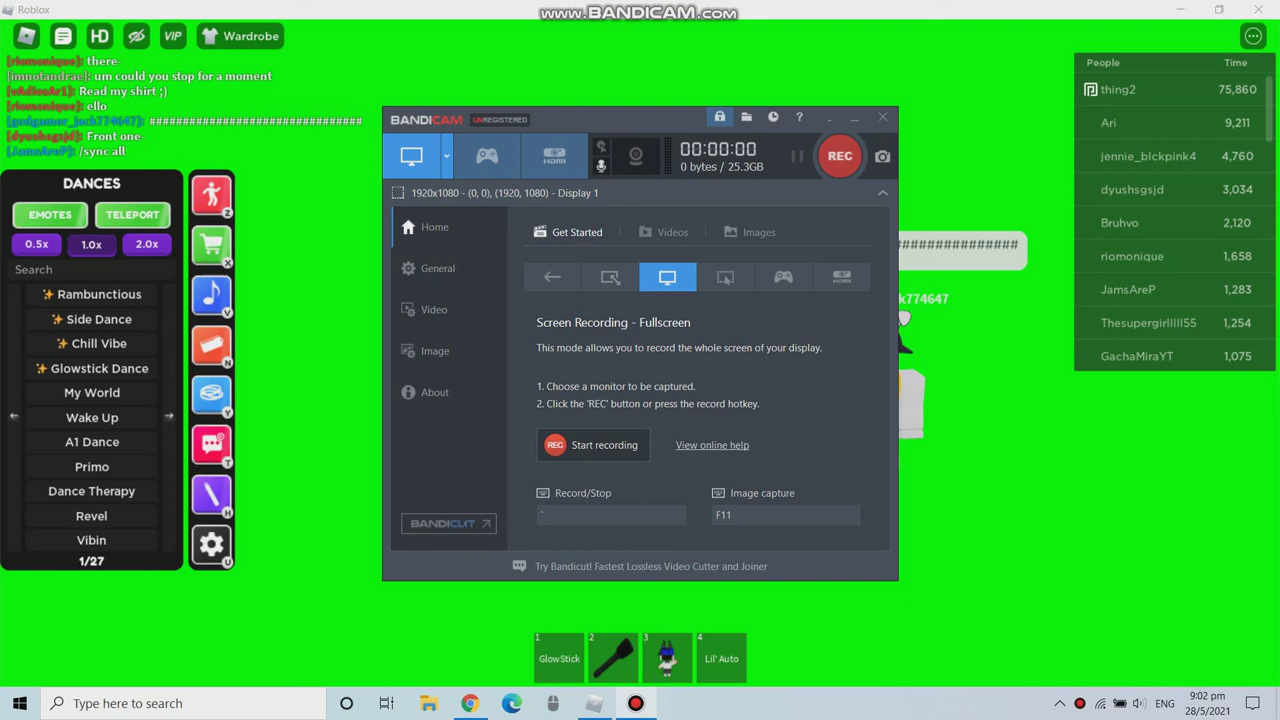 Roblox
www.BANDICAM.com
HD
VIP
Wardrobe
[riomonique]: there-
[imnotandrae]: um could you stop for a moment
[vAdiosAr1]: Read my shirt ;)
[riomonique]: ello
[godgamer_jack774647]: ################################
[dyushsgsjd]: Front one-
[JamsAreP]: /sync all
DANCES
EMOTES
TELEPORT
0.5x
1.0x
2.0x
Search
Rambunctious
Side Dance
Chill Vibe
Glowstick Dance
My World
Wake Up
A1 Dance
Primo
Dance Therapy
Revel
Vibin
1/27
Z
X
V
N
Y
T
H
U
BANDICAM
UNREGISTERED
HDMI
00:00:00
0 bytes / 25.3GB
REC
1920x1080 - (0, 0), (1920, 1080) - Display 1
Home
General
Video
Image
About
BANDICUT
Get Started
Videos
Images
HDMI
Screen Recording - Fullscreen
This mode allows you to record the whole screen of your display.
1. Choose a monitor to be captured.
2. Click the 'REC' button or press the record hotkey.
REC Start recording
View online help
Record/Stop
`
Image capture
F11
Try Bandicut! Fastest Lossless Video Cutter and Joiner
###############
k774647
People Time
thing2 75,860
Ari 9,211
jennie_blckpink4 4,760
dyushsgsjd 3,034
Bruhvo 2,120
riomonique 1,658
JamsAreP 1,283
Thesupergirlllll55 1,254
GachaMiraYT 1,075
1 GlowStick
2
3
4 Lil' Auto
Type here to search
ENG
9:02 pm
28/5/2021